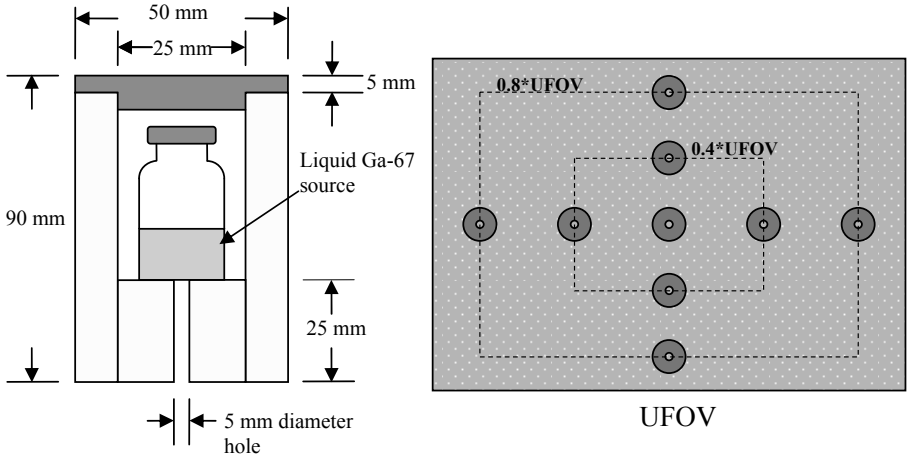 50 mm
25 mm
5 mm
Liquid Ga-67
source
90 mm
25 mm
5 mm diameter
hole
0.8*UFOV
0.4*UFOV
UFOV